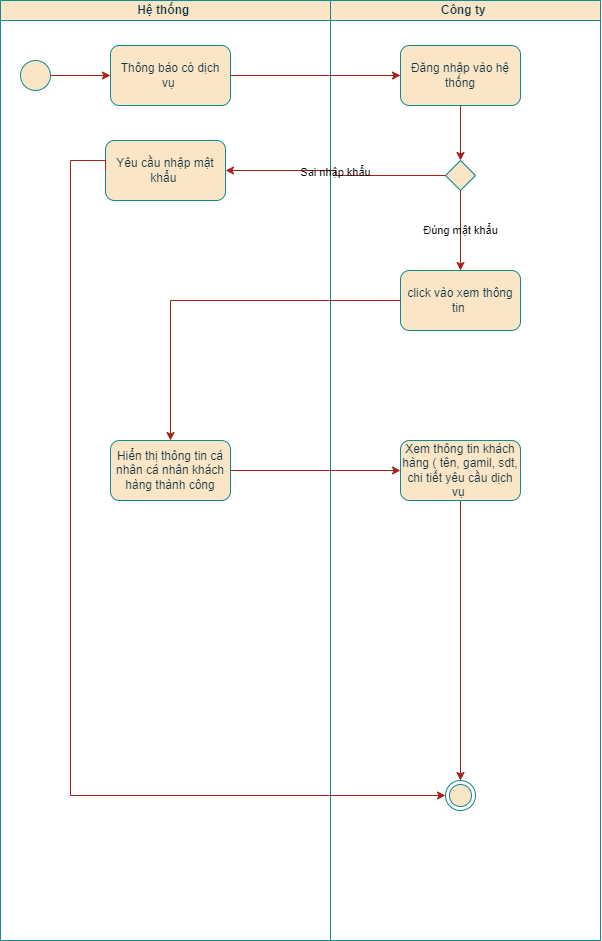 Hệ thống
Công ty
Thông báo có dịch
vụ
Đăng nhập vào hệ
thống
Yêu cầu nhập mật
khẩu
Sai nhập khẩu
Đúng mật khẩu
click vào xem thông
tin
Hiển thị thông tin cá
nhân cá nhân khách
hàng thành công
Xem thông tin khách
hàng ( tên, gamil, sdt,
chi tiết yêu cầu dịch
vụ